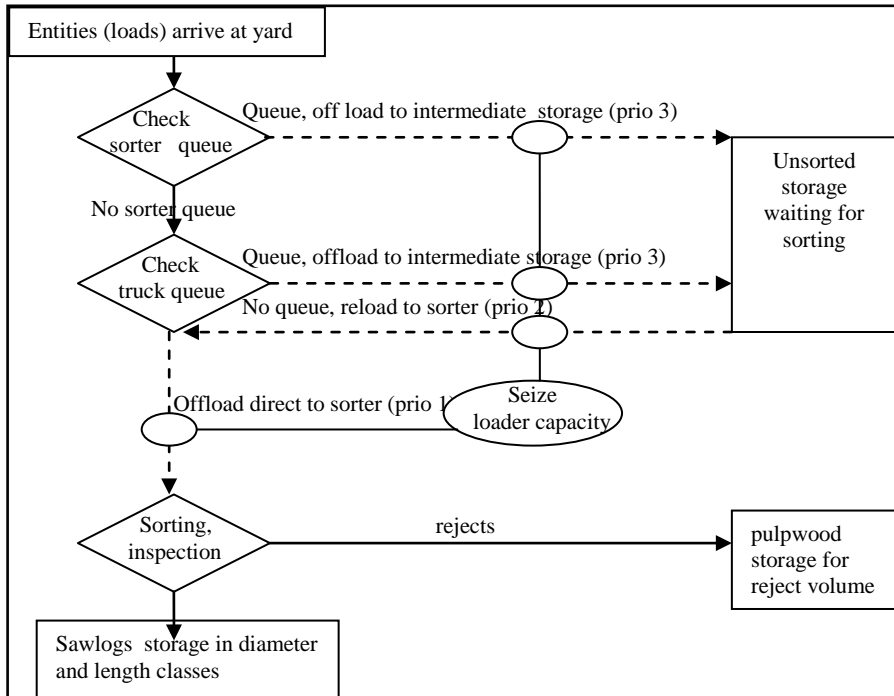 Entities (loads) arrive at yard
Queue, off load to intermediate storage (prio 3)
Check
sorter queue
Unsorted
storage
waiting for
sorting
No sorter queue
Queue, offload to intermediate storage (prio 3)
Check
truck queue
No queue, reload to sorter (prio 2)
Offload direct to sorter (prio 1)
Seize
loader capacity
Sorting,
inspection
rejects
pulpwood
storage for
reject volume
Sawlogs storage in diameter
and length classes